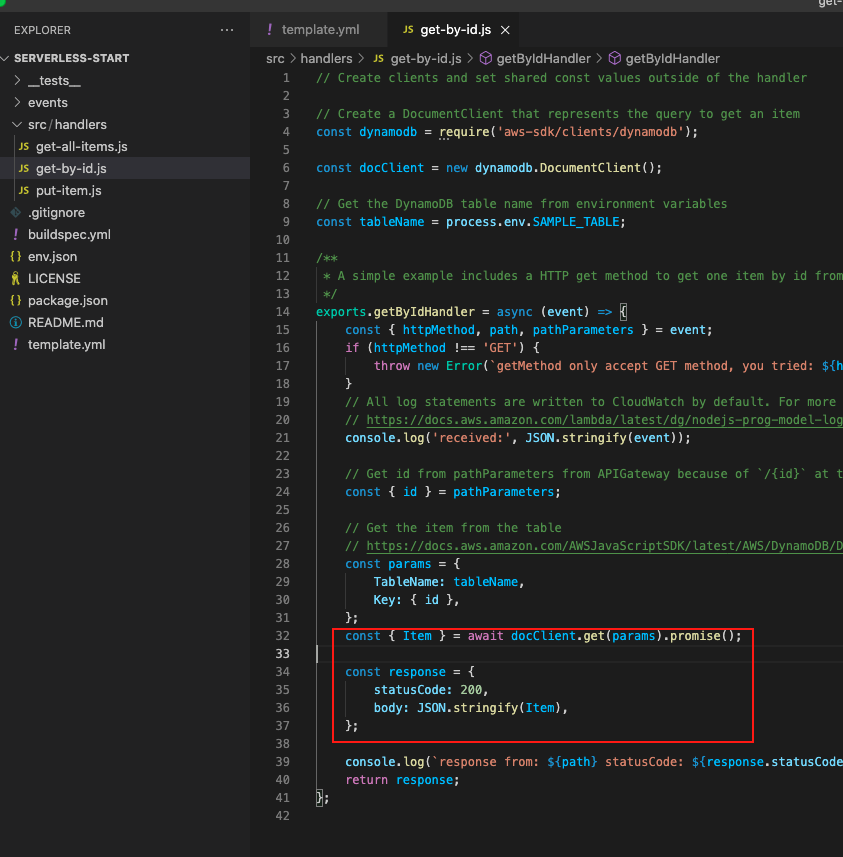 get-
EXPLORER
···
template.yml
JS get-by-id.js ×
SERVERLESS-START
__tests__
events
src/handlers
JS get-all-items.js
JS get-by-id.js
JS put-item.js
.gitignore
! buildspec.yml
{} env.json
LICENSE
{} package.json
README.md
! template.yml
src > handlers > JS get-by-id.js > getByIdHandler > getByIdHandler
1 // Create clients and set shared const values outside of the handler
2
3 // Create a DocumentClient that represents the query to get an item
4 const dynamodb = require('aws-sdk/clients/dynamodb');
5
6 const docClient = new dynamodb.DocumentClient();
7
8 // Get the DynamoDB table name from environment variables
9 const tableName = process.env.SAMPLE_TABLE;
10
11 /**
12 * A simple example includes a HTTP get method to get one item by id from
13 */
14 exports.getByIdHandler = async (event) => {
15 const { httpMethod, path, pathParameters } = event;
16 if (httpMethod !== 'GET') {
17 throw new Error(`getMethod only accept GET method, you tried: ${h
18 }
19 // All log statements are written to CloudWatch by default. For more
20 // https://docs.aws.amazon.com/lambda/latest/dg/nodejs-prog-model-log
21 console.log('received:', JSON.stringify(event));
22
23 // Get id from pathParameters from APIGateway because of `/{id}` at t
24 const { id } = pathParameters;
25
26 // Get the item from the table
27 // https://docs.aws.amazon.com/AWSJavaScriptSDK/latest/AWS/DynamoDB/D
28 const params = {
29 TableName: tableName,
30 Key: { id },
31 };
32 const { Item } = await docClient.get(params).promise();
33
34 const response = {
35 statusCode: 200,
36 body: JSON.stringify(Item),
37 };
38
39 console.log(`response from: ${path} statusCode: ${response.statusCode
40 return response;
41 };
42